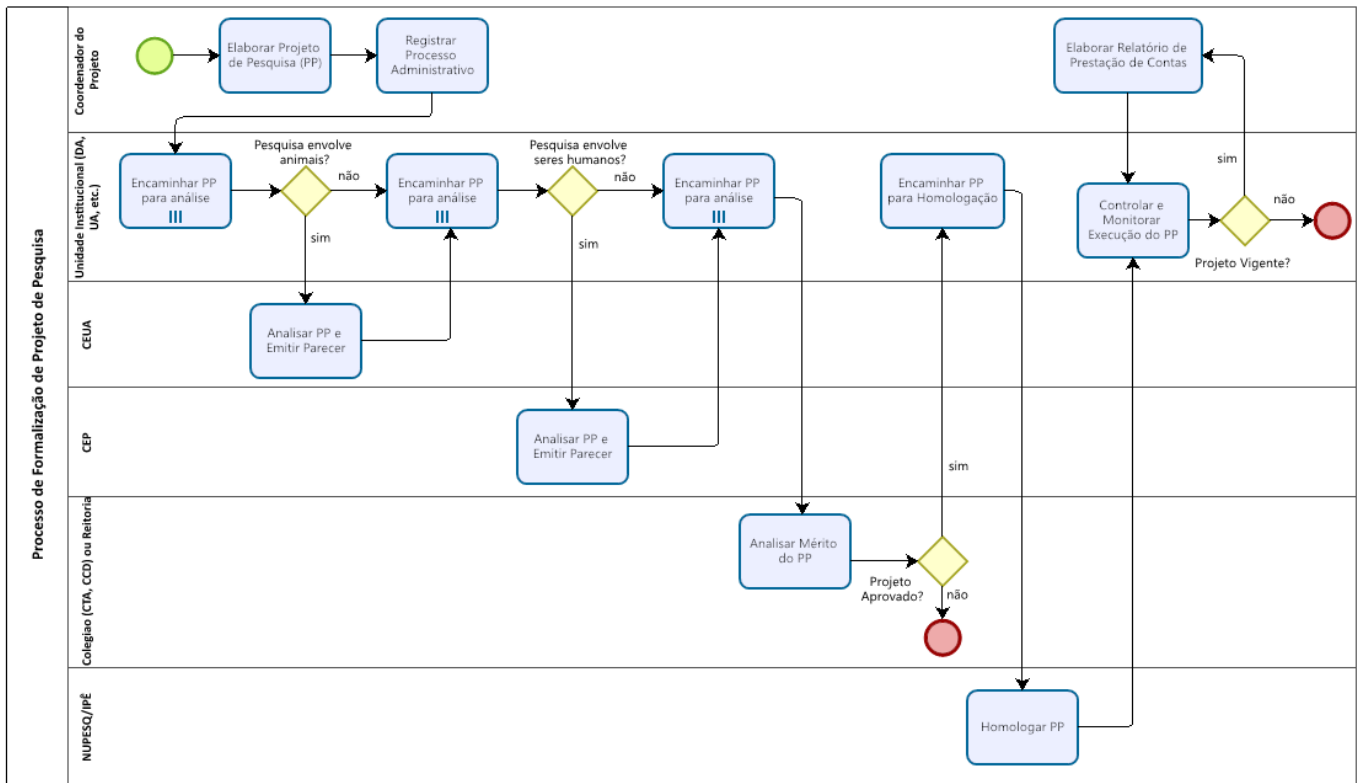 Processo de Formalização de Projeto de Pesquisa
Coordenador do
Projeto
Elaborar Projeto
de Pesquisa (PP)
Registrar
Processo
Administrativo
Elaborar Relatório de
Prestação de Contas
Unidade Institucional (DA,
UA, etc.)
Encaminhar PP
para análise
Pesquisa envolve
animais?
não
sim
Encaminhar PP
para análise
Pesquisa envolve
seres humanos?
não
sim
Encaminhar PP
para análise
Encaminhar PP
para Homologação
Controlar e
Monitorar
Execução do PP
sim
não
Projeto Vigente?
CEUA
Analisar PP e
Emitir Parecer
CEP
Analisar PP e
Emitir Parecer
sim
Colegiao (CTA, CCD) ou Reitoria
Analisar Mérito
do PP
Projeto
Aprovado?
não
NUPESQ/IPÊ
Homologar PP